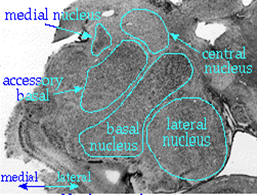 medial nucleus
central
nucleus
accessory
basal
basal
nucleus
lateral
nucleus
medial lateral